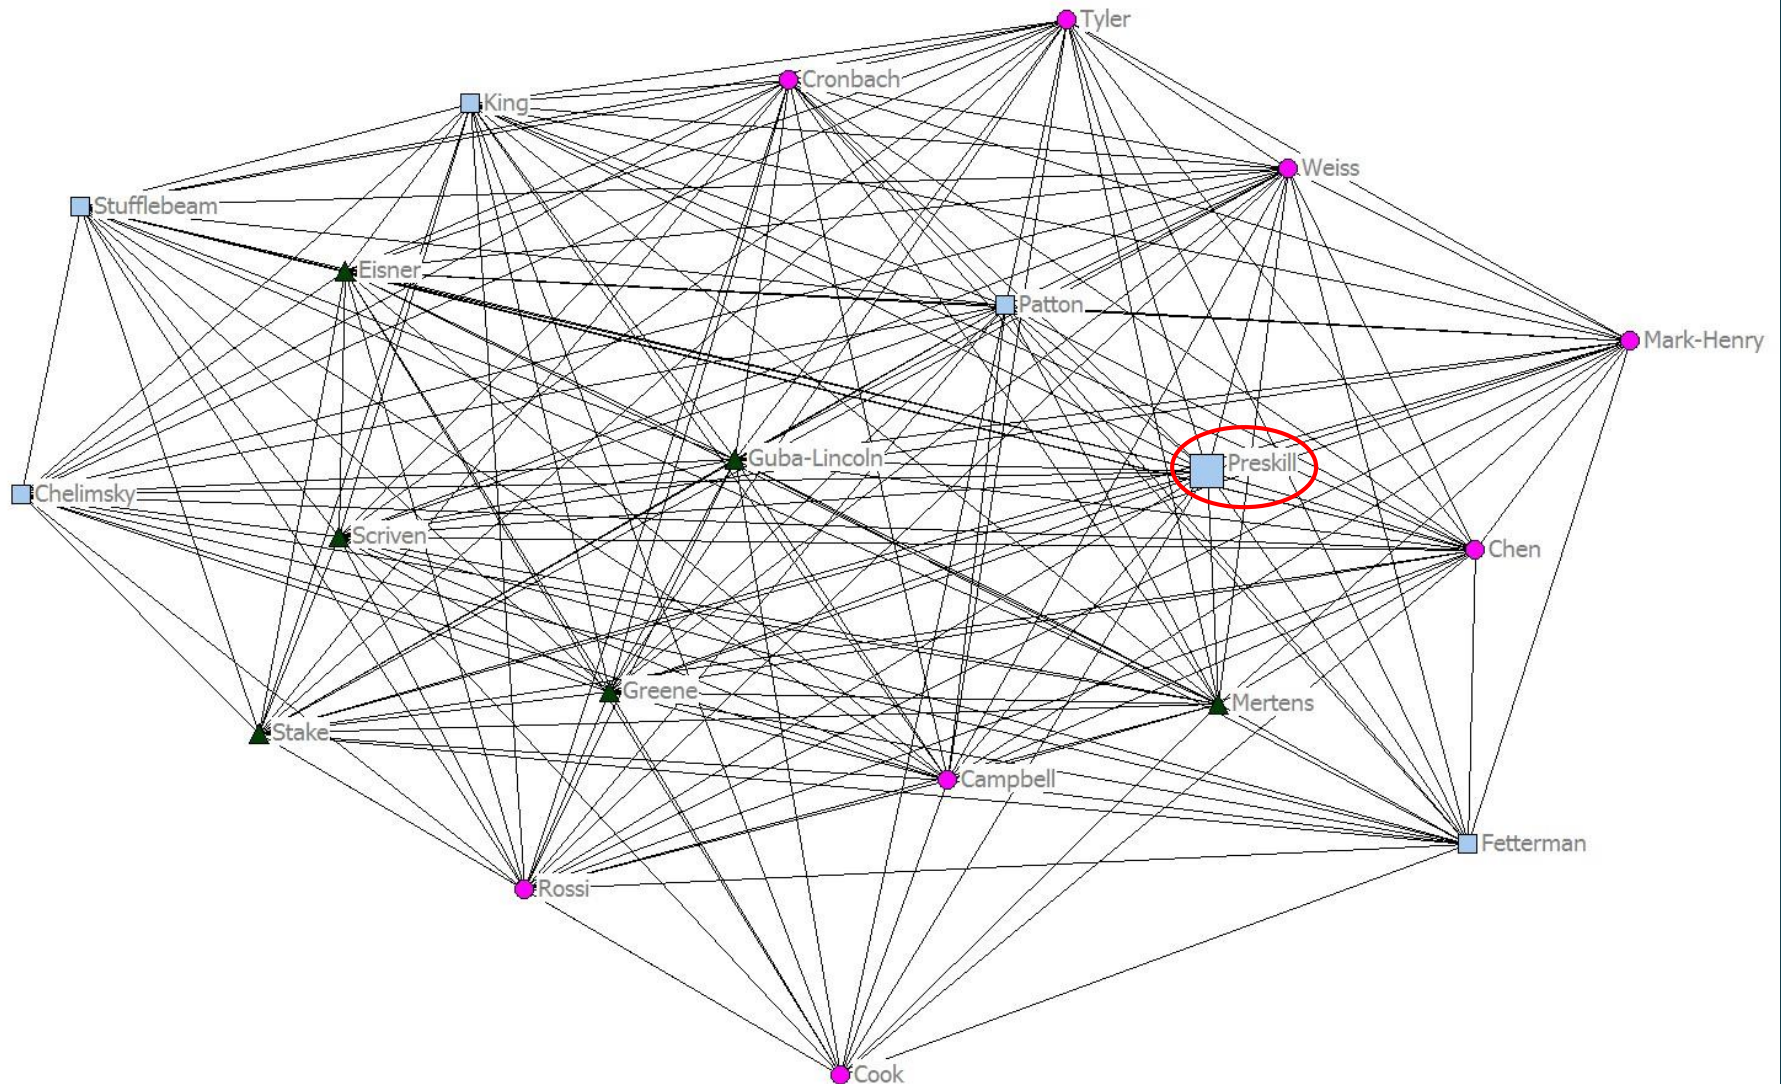 Tyler
Cronbach
King
Weiss
Stufflebeam
Eisner
Patton
Mark-Henry
Guba-Lincoln
Preskill
Chelimsky
Scriven
Chen
Greene
Mertens
Stake
Campbell
Fetterman
Rossi
Cook